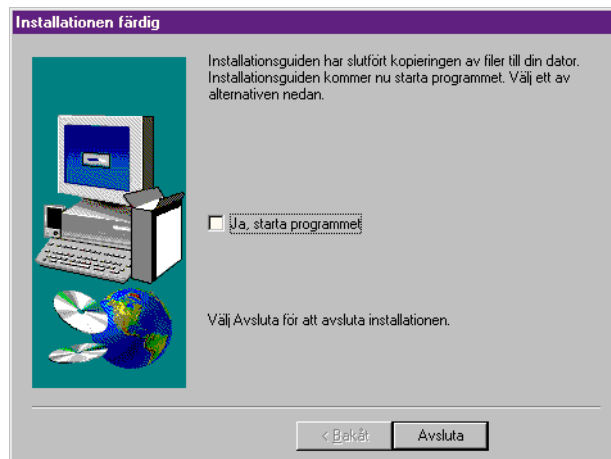 Installationen färdig
Installationsguiden har slutfört kopieringen av filer till din dator.
Installationsguiden kommer nu starta programmet. Välj ett av
alternativen nedan.
Ja, starta programmet
Välj Avsluta för att avsluta installationen.
< Bakåt
Avsluta